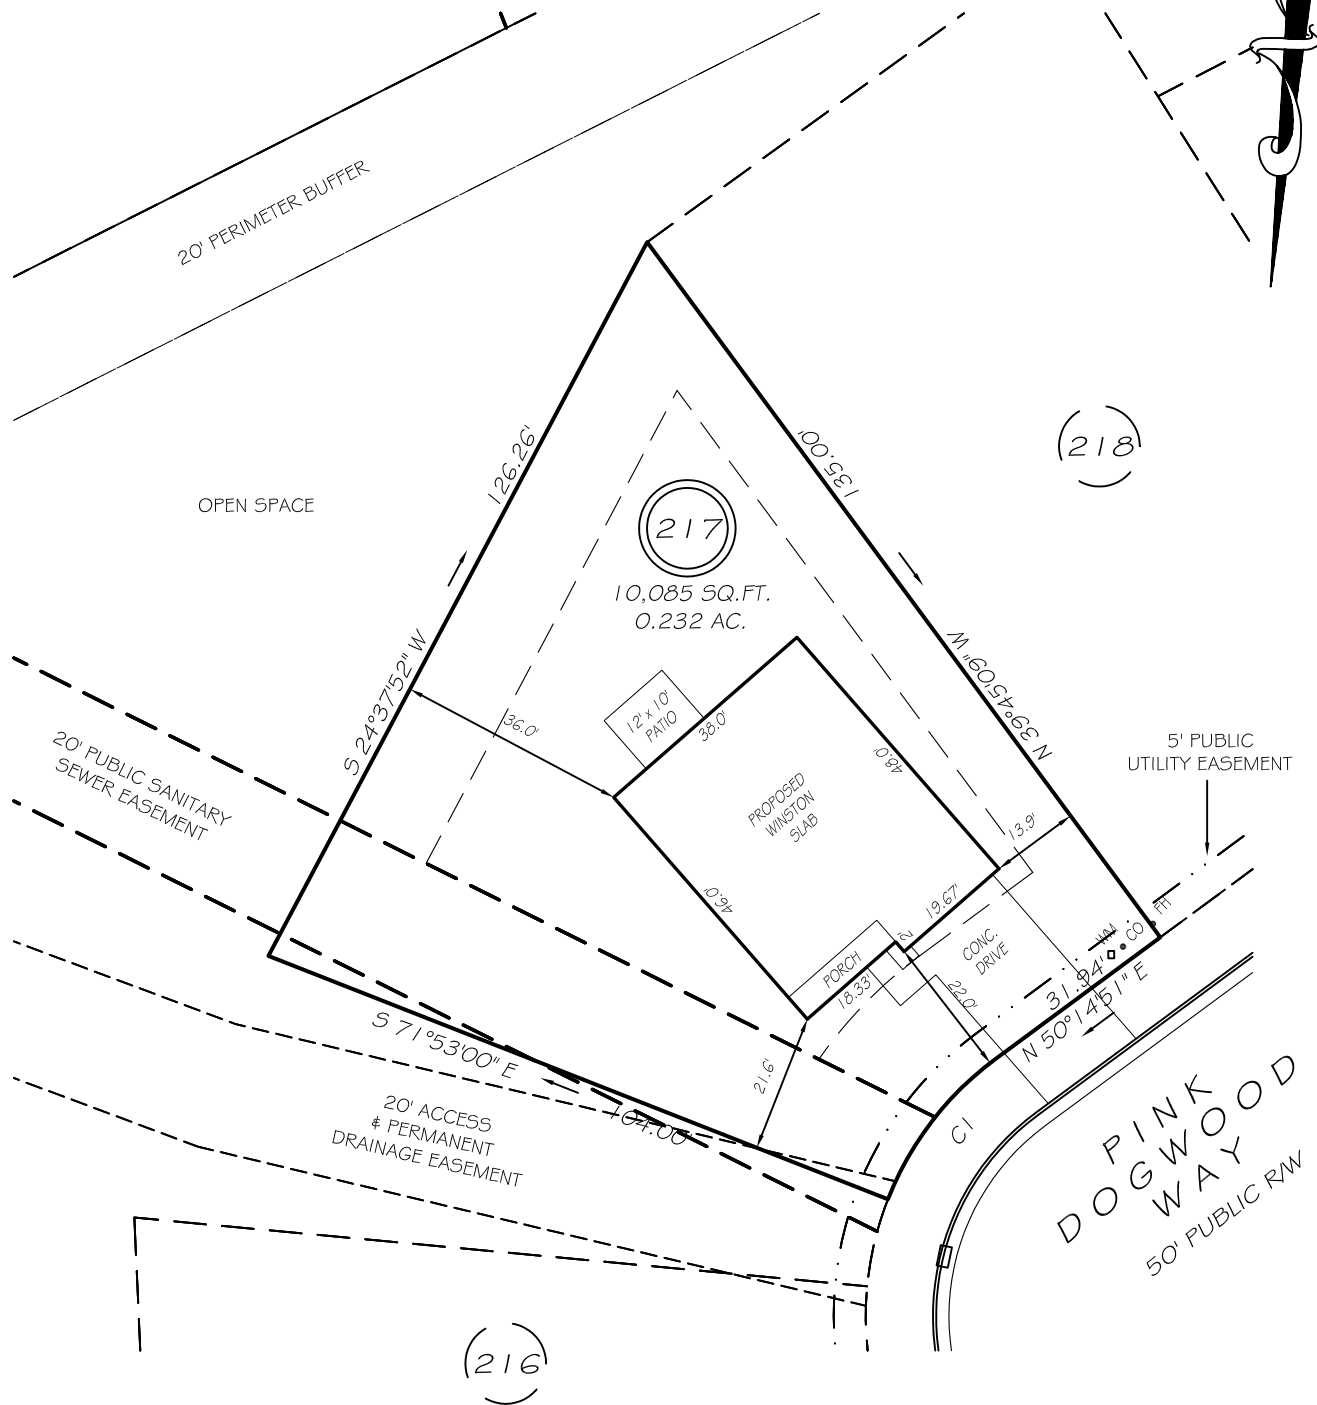 20' PERIMETER BUFFER
OPEN SPACE
126.26'
135.00'
218
217
10,085 SQ.FT.
0.232 AC.
S 24°37'52" W
N 39°45'09" W
36.0'
12' x 10'
PATIO
38.0'
48.0'
20' PUBLIC SANITARY
SEWER EASEMENT
5' PUBLIC
UTILITY EASEMENT
PROPOSED
WINSTON
SLAB
13.9'
46.0'
19.67'
2'
FH
WM
CO
CONC.
DRIVE
PORCH
18.33'
22.0'
31.94'
N 50°14'51" E
S 71°53'00" E
104.00'
21.6'
C1
20' ACCESS
& PERMANENT
DRAINAGE EASEMENT
PINK
DOGWOOD
WAY
50' PUBLIC R/W
216